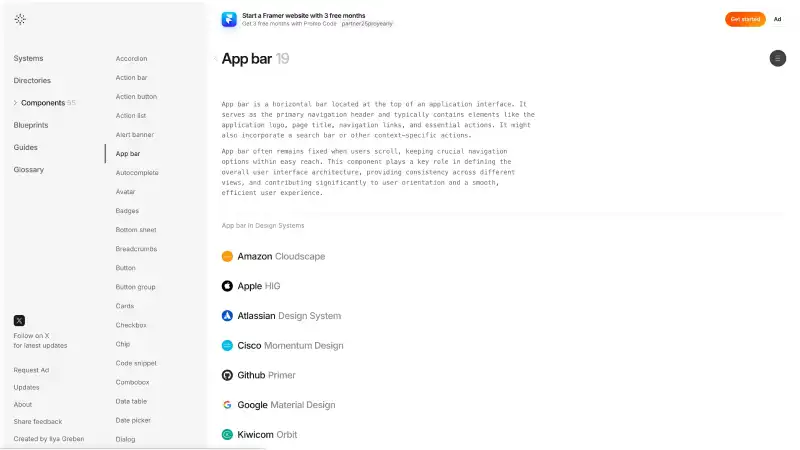 Start a Framer website with 3 free months
Get 3 free months with Promo Code partner25proyearly
Get started
Ad
Systems
Directories
Components 55
Blueprints
Guides
Glossary
Follow on X
for latest updates
Request Ad
Updates
About
Share feedback
Created by Ilya Greben
Accordion
Action bar
Action button
Action list
Alert banner
App bar
Autocomplete
Avatar
Badges
Bottom sheet
Breadcrumbs
Button
Button group
Cards
Checkbox
Chip
Code snippet
Combobox
Data table
Date picker
Dialog
App bar 19
App bar is a horizontal bar located at the top of an application interface. It
serves as the primary navigation header and typically contains elements like the
application logo, page title, navigation links, and essential actions. It might
also incorporate a search bar or other context-specific actions.
App bar often remains fixed when users scroll, keeping crucial navigation
options within easy reach. This component plays a key role in defining the
overall user interface architecture, providing consistency across different
views, and contributing significantly to user orientation and a smooth,
efficient user experience.
App bar in Design Systems
Amazon Cloudscape
Apple HIG
Atlassian Design System
Cisco Momentum Design
Github Primer
Google Material Design
Kiwicom Orbit